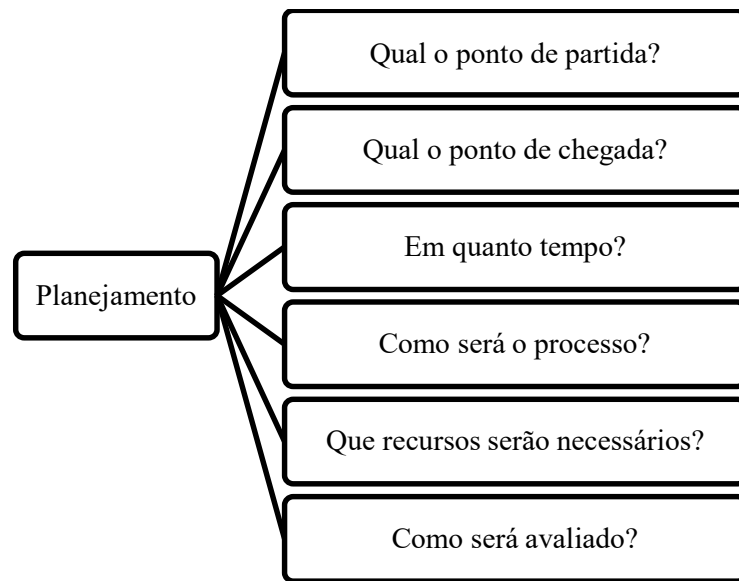 Planejamento
Qual o ponto de partida?
Qual o ponto de chegada?
Em quanto tempo?
Como será o processo?
Que recursos serão necessários?
Como será avaliado?